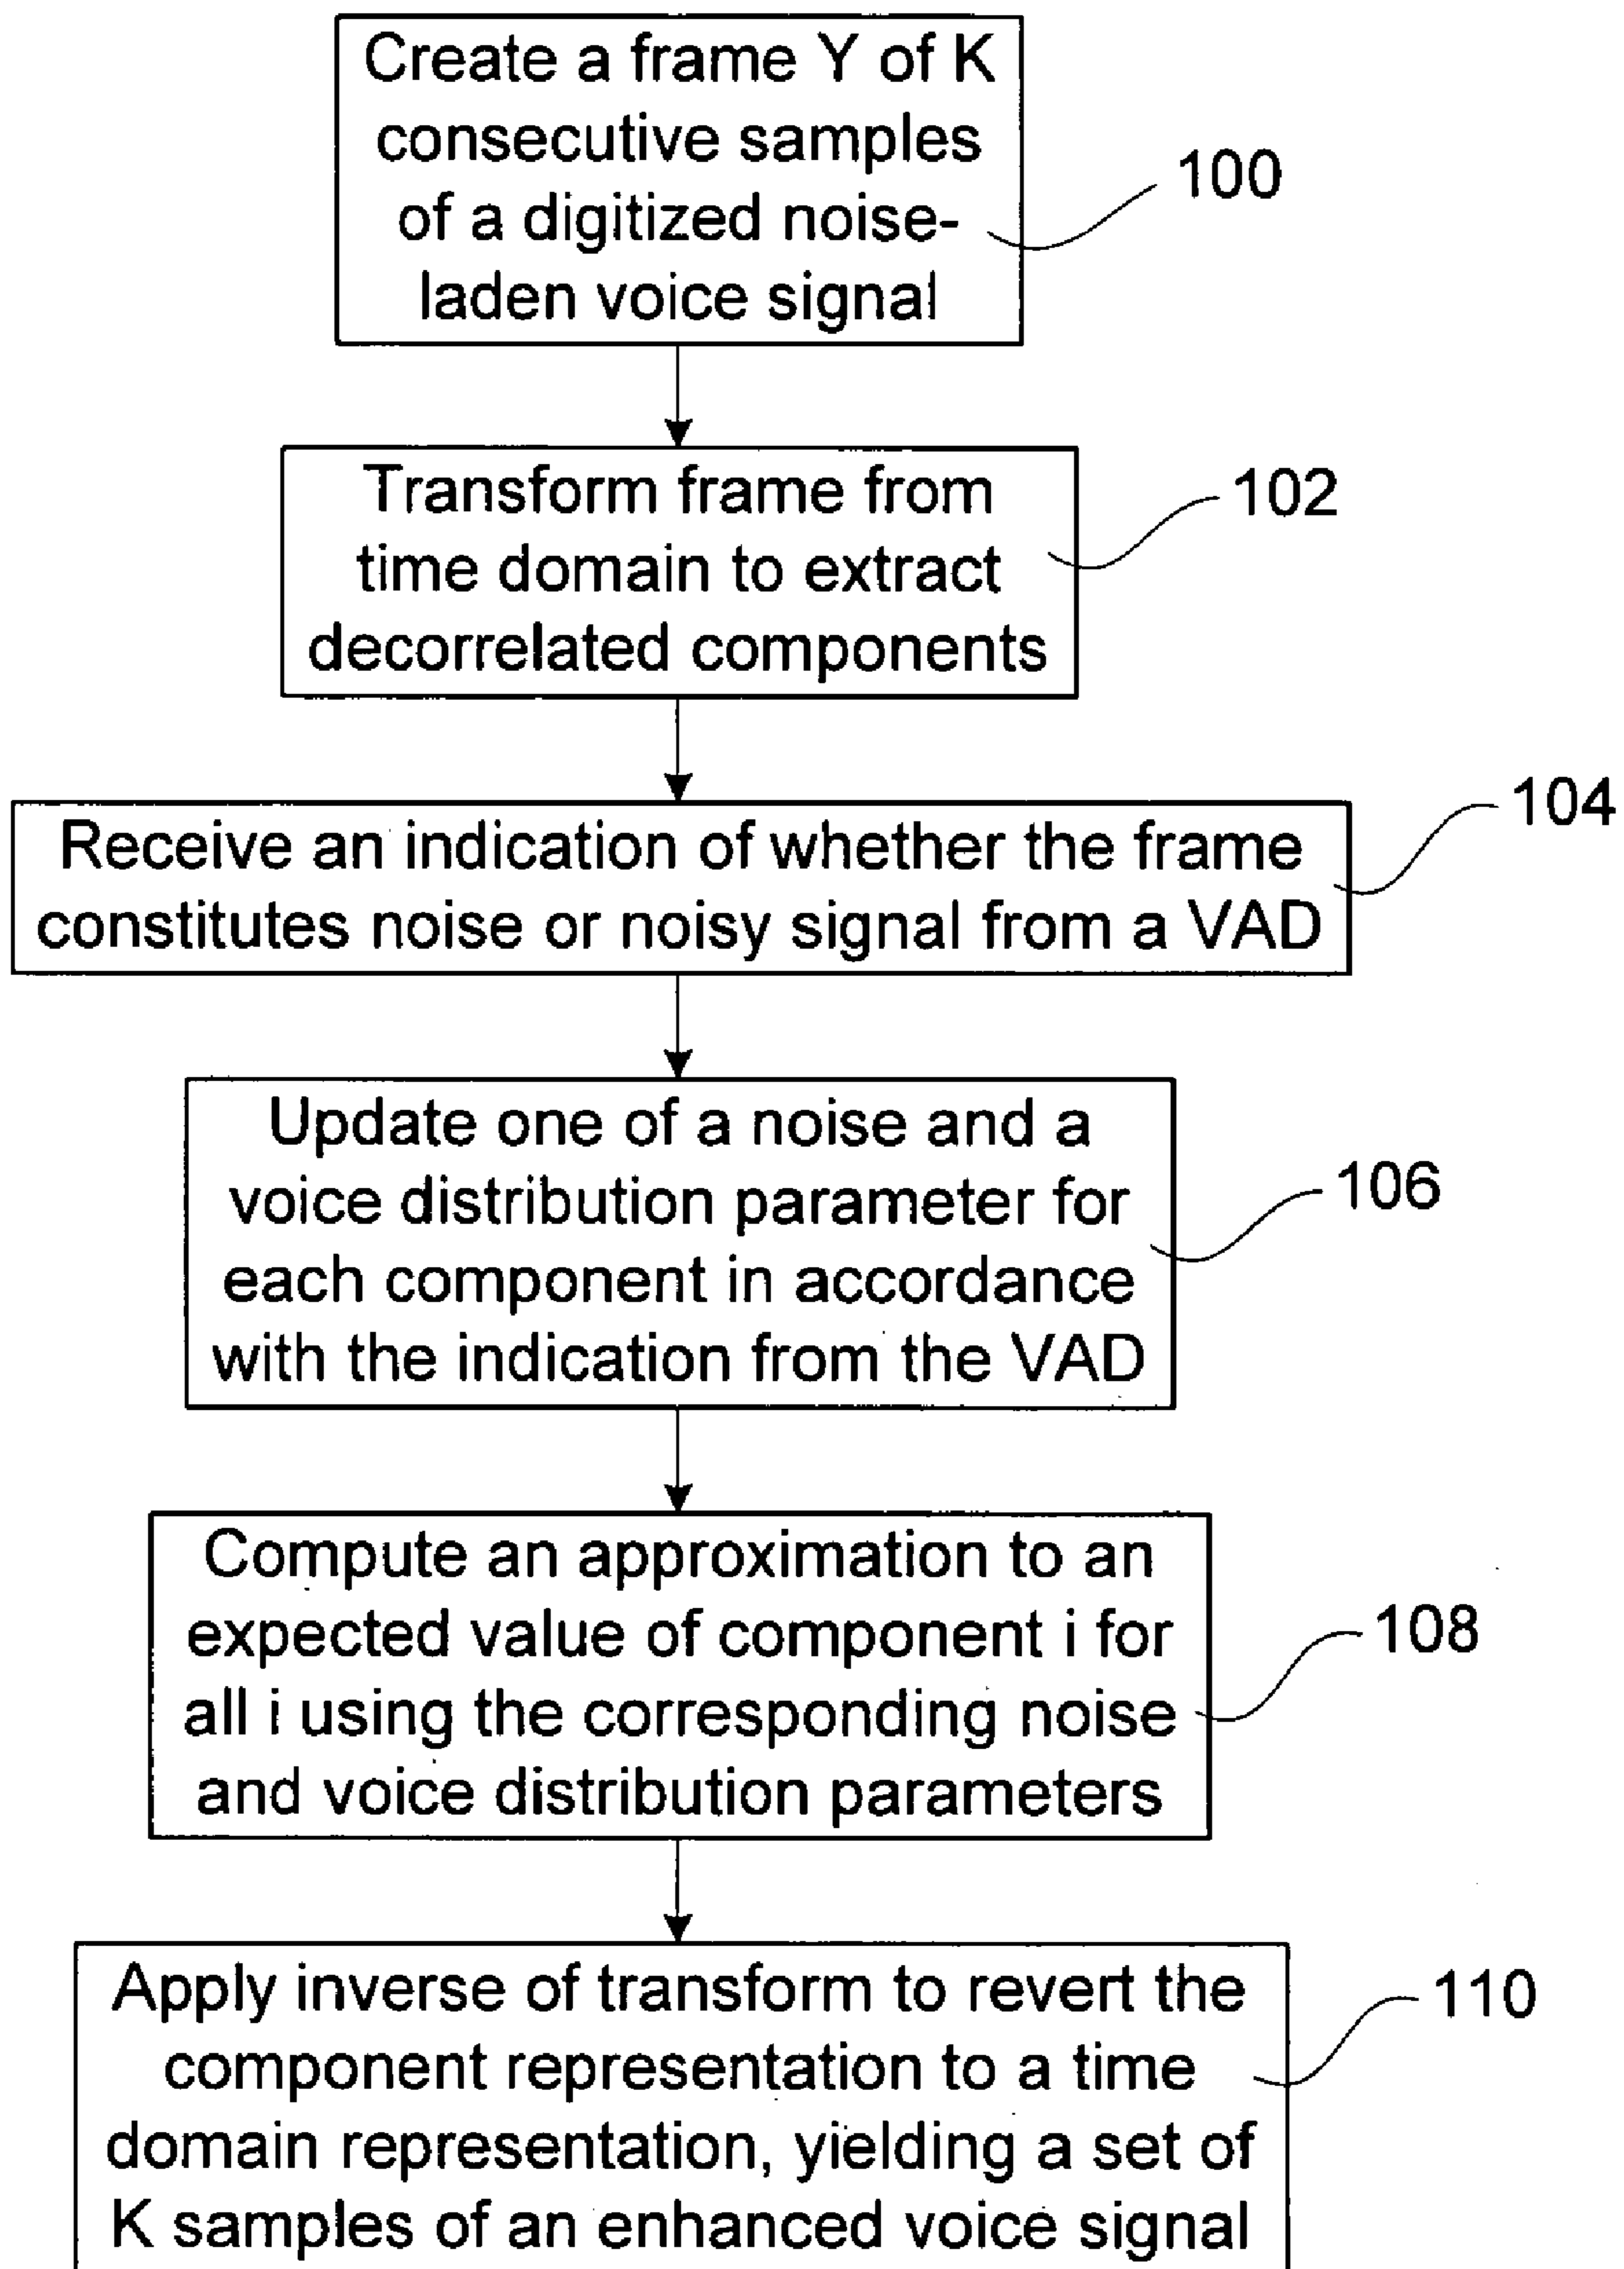 Create a frame Y of K
consecutive samples
of a digitized noise-
laden voice signal
100
Transform frame from
time domain to extract
decorrelated components
102
Receive an indication of whether the frame
constitutes noise or noisy signal from a VAD
104
Update one of a noise and a
voice distribution parameter for
each component in accordance
with the indication from the VAD
106
Compute an approximation to an
expected value of component i for
all i using the corresponding noise
and voice distribution parameters
108
Apply inverse of transform to revert the
component representation to a time
domain representation, yielding a set of
K samples of an enhanced voice signal
110